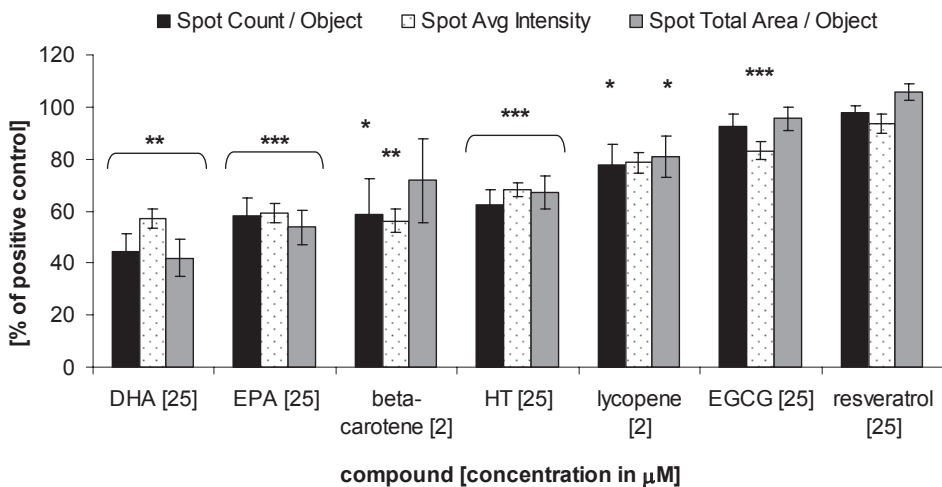 Spot Count / Object Spot Avg Intensity Spot Total Area / Object
120
100
80
60
40
20
0
[% of positive control]
** *** * ** *** * * ***
DHA [25] EPA [25] beta- HT [25] lycopene EGCG [25] resveratrol
carotene [2] [2] [25]
compound [concentration in µM]